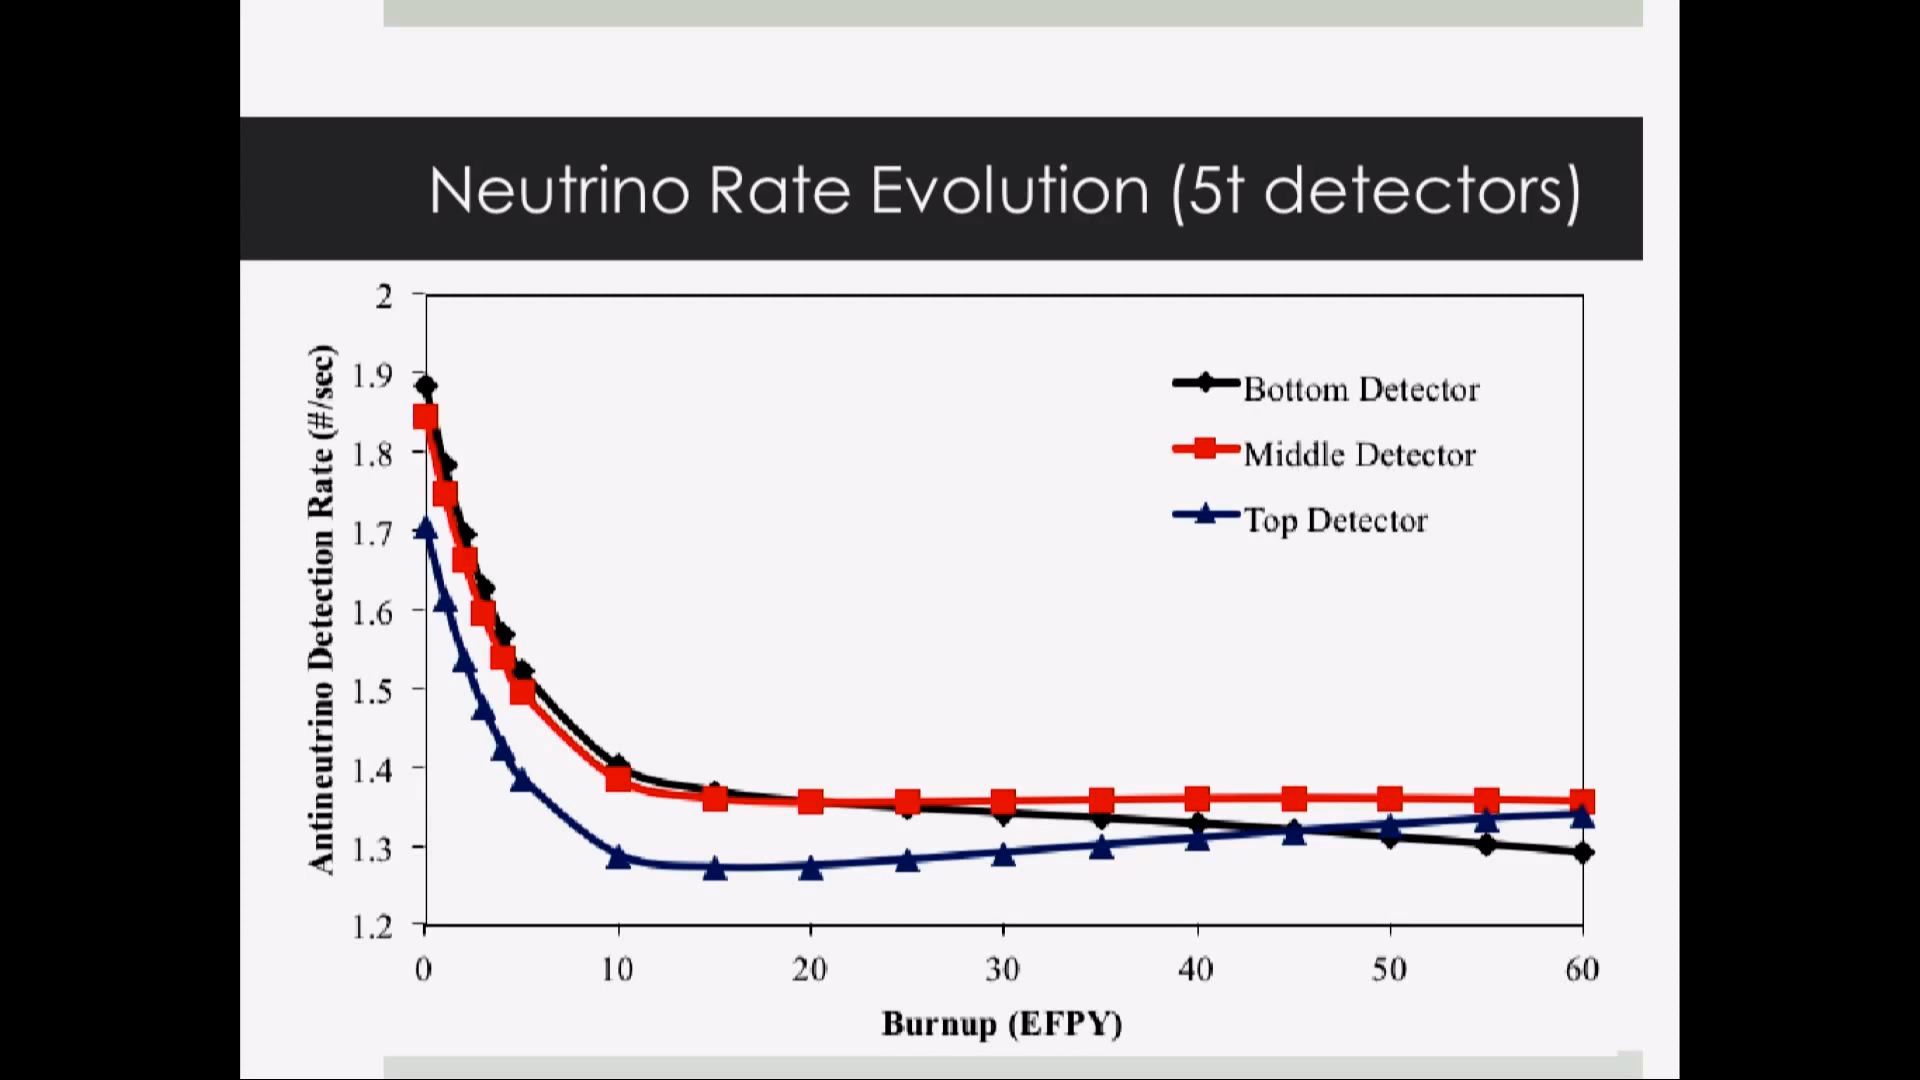 Neutrino Rate Evolution (5t detectors)
2
1.9
1.8
1.7
1.6
1.5
1.4
1.3
1.2
Antineutrino Detection Rate (#/sec)
Bottom Detector
Middle Detector
Top Detector
0 10 20 30 40 50 60
Burnup (EFPY)